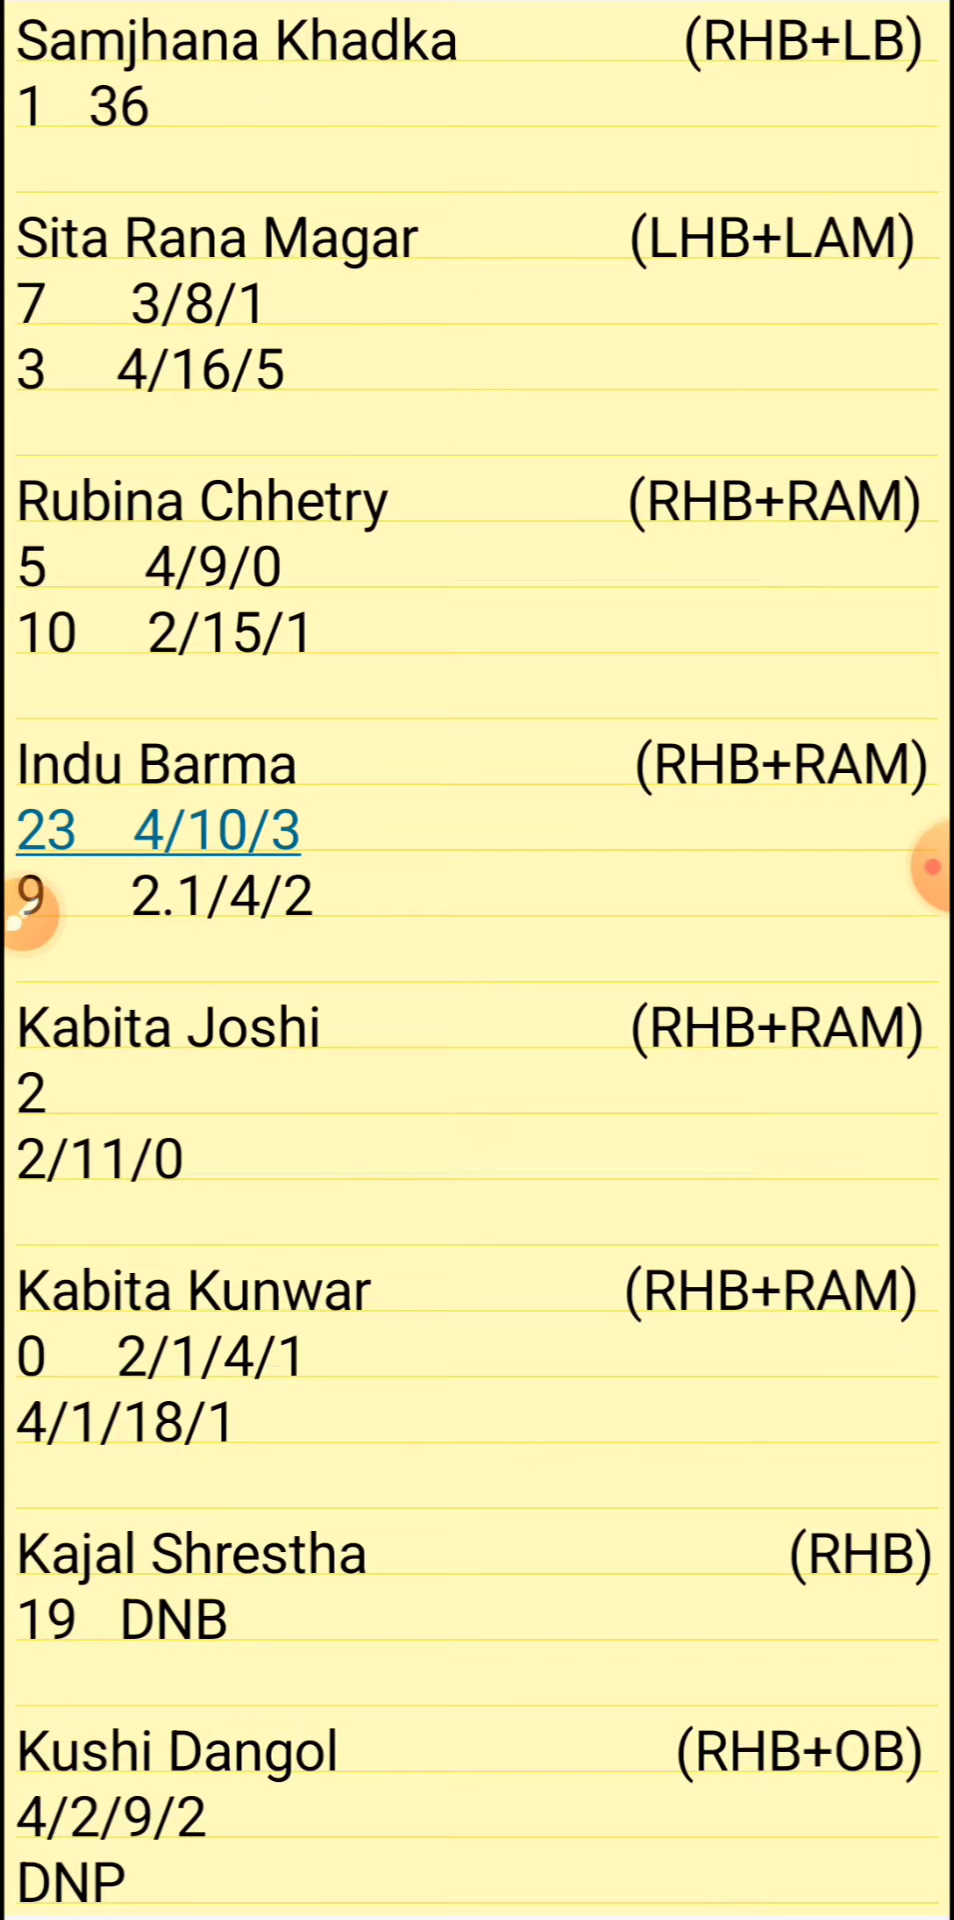 Samjhana Khadka (RHB+LB)
1 36
Sita Rana Magar (LHB+LAM)
7 3/8/1
3 4/16/5
Rubina Chhetry (RHB+RAM)
5 4/9/0
10 2/15/1
Indu Barma (RHB+RAM)
23 4/10/3
9 2.1/4/2
Kabita Joshi (RHB+RAM)
2
2/11/0
Kabita Kunwar (RHB+RAM)
0 2/1/4/1
4/1/18/1
Kajal Shrestha (RHB)
19 DNB
Kushi Dangol (RHB+OB)
4/2/9/2
DNP